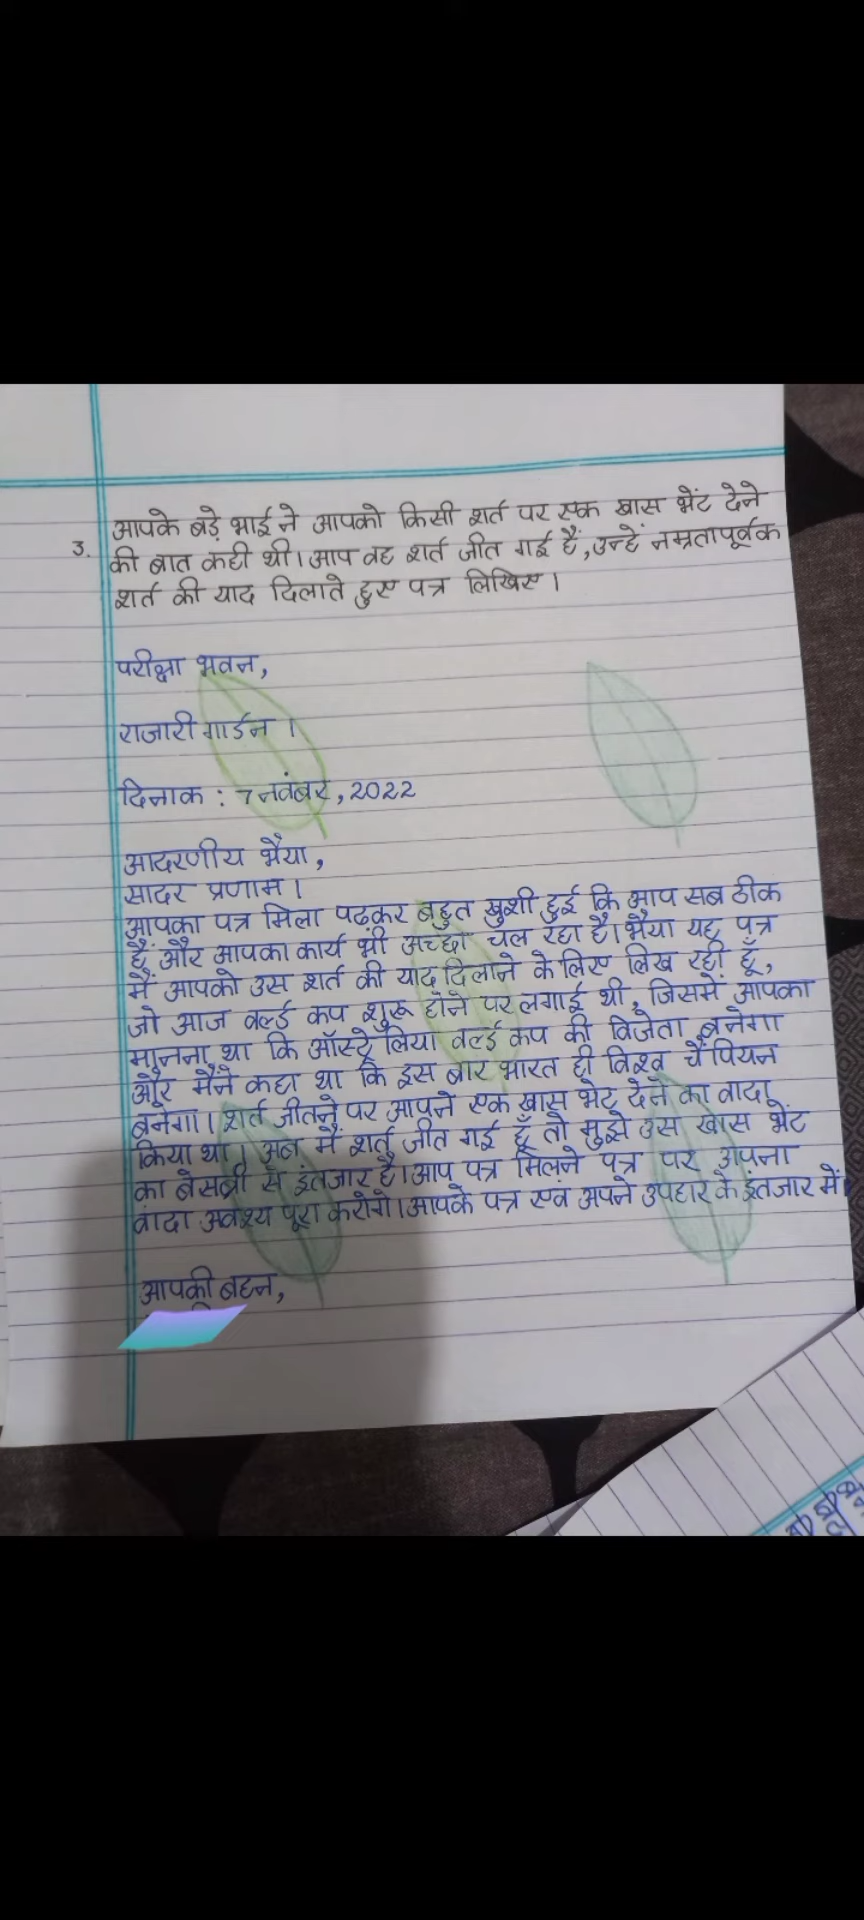 आपके बड़े भाई ने आपको किसी शर्त पर एक खास भेंट देने
3. की बात कही थी। आप वह शर्त जीत गई हैं, उन्हें नम्रतापूर्वक
शर्त की याद दिलाते हुए पत्र लिखिए।
परीक्षा भवन,
राजारी गार्डन।
दिनाक : 7 नवंबर, 2022
आदरणीय भैया,
सादर प्रणाम।
आपका पत्र मिला पढ़कर बहुत खुशी हुई कि आप सब ठीक
हैं और आपका कार्य भी अच्छा चल रहा है। भैया यह पत्र
में आपको उस शर्त की याद दिलाने के लिए लिख रही हूँ,
जो आज वर्ल्ड कप शुरू होने पर लगाई थी, जिसमें आपका
मानना था कि ऑस्ट्रेलिया वर्ल्ड कप की विजेता बनेगा
और मैंने कहा था कि इस बार भारत ही विश्व चैंपियन
बनेगा। शर्त जीतने पर आपने एक खास भेट देने का वादा
किया था। अब में शर्त जीत गई हूँ तो मुझे उस खास भेंट
का बेसब्री से इंतजार है। आप पत्र मिलने पत्र पर अपना
वादा अवश्य पूरा करोगे। आपके पत्र एवं अपने उपहार के इंतजार में।
आपकी बहन,